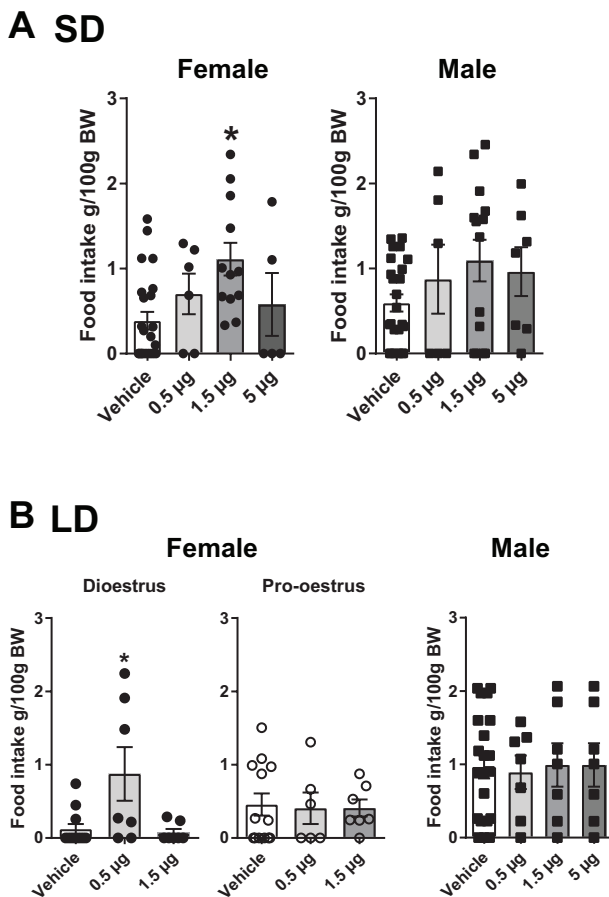 A SD
Female
Male
Food intake g/100g BW
3
2
1
0
*
Vehicle
0.5 µg
1.5 µg
5 µg
Food intake g/100g BW
3
2
1
0
Vehicle
0.5 µg
1.5 µg
5 µg
B LD
Female
Male
Dioestrus
Pro-oestrus
Food intake g/100g BW
3
2
1
0
*
Vehicle
0.5 µg
1.5 µg
Food intake g/100g BW
3
2
1
0
Vehicle
0.5 µg
1.5 µg
Food intake g/100g BW
3
2
1
0
Vehicle
0.5 µg
1.5 µg
5 µg